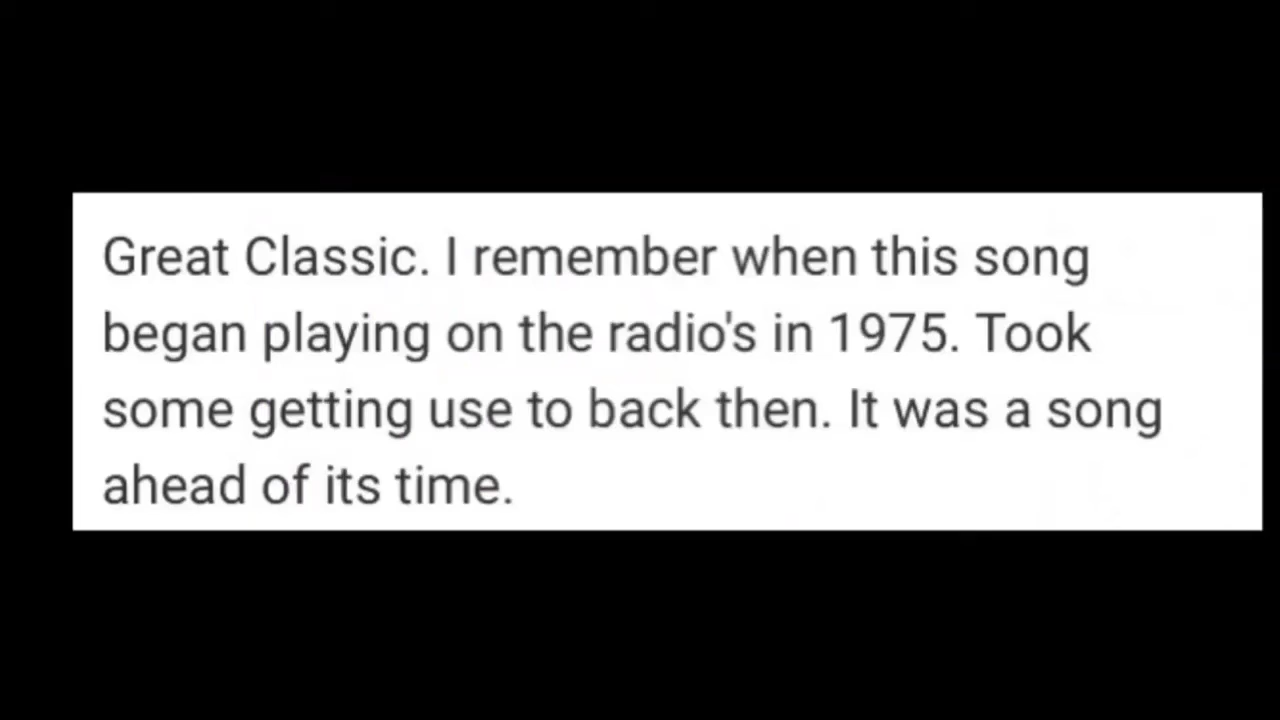 Great Classic. I remember when this song
began playing on the radio's in 1975. Took
some getting use to back then. It was a song
ahead of its time.